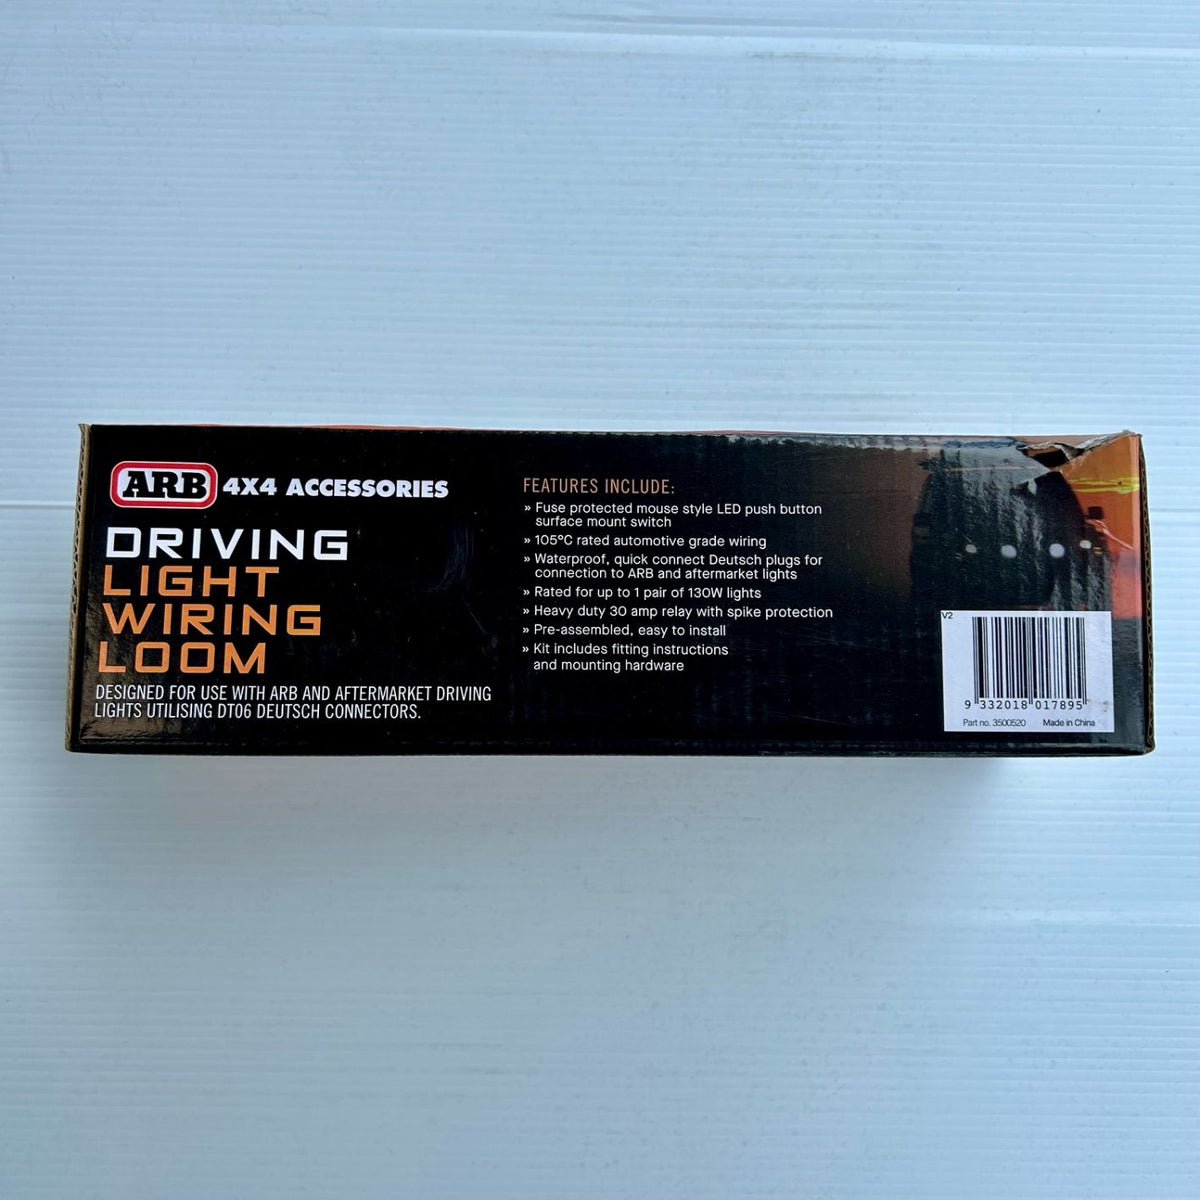 ARB 4X4 ACCESSORIES
DRIVING
LIGHT
WIRING
LOOM
DESIGNED FOR USE WITH ARB AND AFTERMARKET DRIVING
LIGHTS UTILISING DT06 DEUTSCH CONNECTORS.
FEATURES INCLUDE:
» Fuse protected mouse style LED push button
surface mount switch
» 105°C rated automotive grade wiring
» Waterproof, quick connect Deutsch plugs for
connection to ARB and aftermarket lights
» Rated for up to 1 pair of 130W lights
» Heavy duty 30 amp relay with spike protection
» Pre-assembled, easy to install
» Kit includes fitting instructions
and mounting hardware
V2
9 332018 017895
Part no. 3500520 Made in China